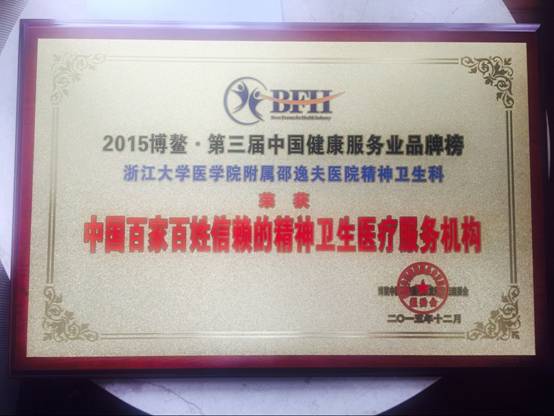 BFH
2015博鳌·第三届中国健康服务业品牌榜
浙江大学医学院附属邵逸夫医院精神卫生科
荣获
中国百家百姓信赖的精神卫生医疗服务机构
组委会
二〇一五年十二月